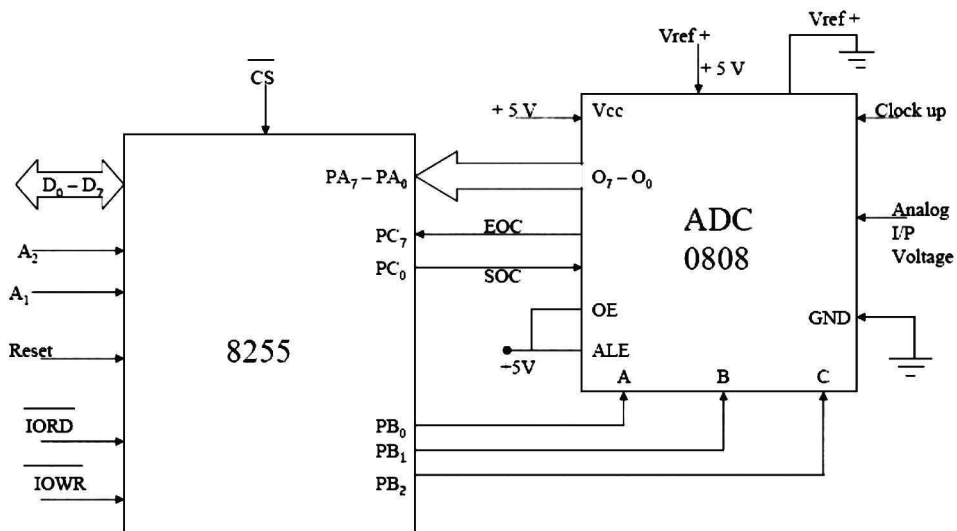 Vref +
Vref +
+ 5 V
CS
+ 5 V
Vcc
Clock up
D₀ – D₇
PA₇ – PA₀
O₇ – O₀
ADC
0808
Analog
I/P
Voltage
PC₇
EOC
A₂
PC₀
SOC
A₁
OE
GND
Reset
8255
ALE
+5V
A
B
C
IORD
PB₀
PB₁
IOWR
PB₂